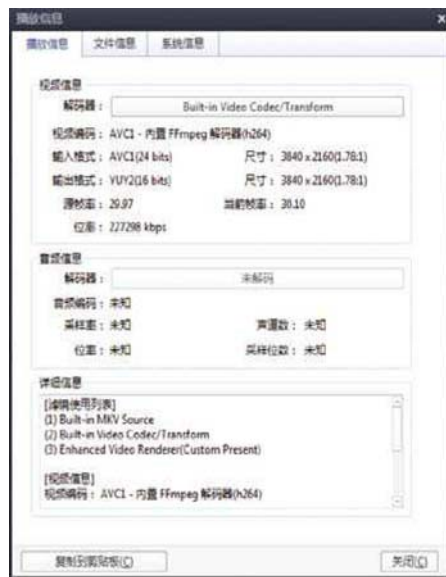 播放信息
播放信息 文件信息 系统信息
视频信息
解码器： Built-in Video Codec/Transform
视频编码： AVC1 - 内置 FFmpeg 解码器(h264)
输入格式： AVC1(24 bits) 尺寸： 3840 x 2160(1.78:1)
输出格式： YUY2(16 bits) 尺寸： 3840 x 2160(1.78:1)
源帧率： 29.97 当前帧率： 30.10
位率： 227298 kbps
音频信息
解码器： 未解码
音频编码： 未知
采样率： 未知 声道数： 未知
位率： 未知 采样位数： 未知
详细信息
[滤镜使用列表]
(1) Built-in MKV Source
(2) Built-in Video Codec/Transform
(3) Enhanced Video Renderer(Custom Present)
[视频信息]
视频编码： AVC1 - 内置 FFmpeg 解码器(h264)
复制到剪贴板(C) 关闭(C)